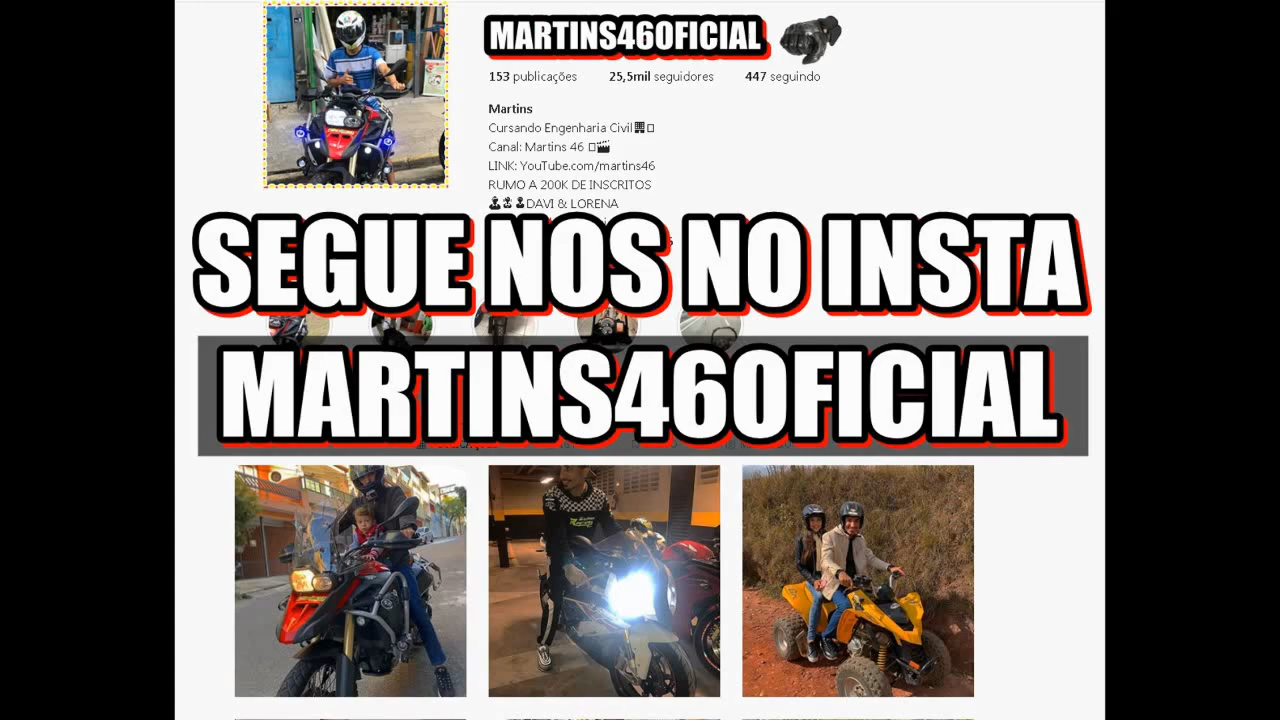 MARTINS46OFICIAL
153 publicações 25,5mil seguidores 447 seguindo
Martins
Cursando Engenharia Civil
Canal: Martins 46
LINK: YouTube.com/martins46
RUMO A 200K DE INSCRITOS
DAVI & LORENA
SEGUE NOS NO INSTA
MARTINS46OFICIAL